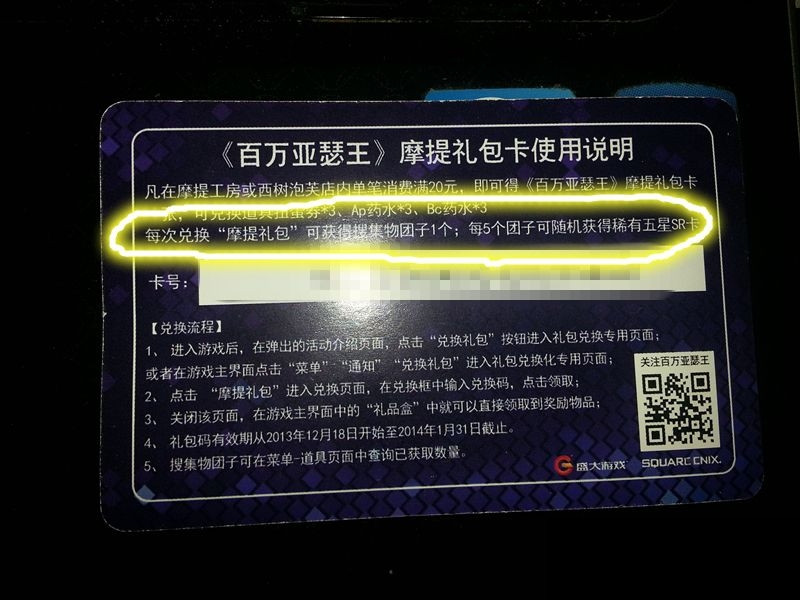 《百万亚瑟王》摩提礼包卡使用说明
凡在摩提工房或西树泡芙店内单笔消费满20元，即可得《百万亚瑟王》摩提礼包卡
一张，可兑换道具扭蛋券*3、Ap药水*3、Bc药水*3
每次兑换“摩提礼包”可获得搜集物团子1个；每5个团子可随机获得稀有五星SR卡
卡号：
【兑换流程】
1、 进入游戏后，在弹出的活动介绍页面，点击“兑换礼包”按钮进入礼包兑换专用页面；
或者在游戏主界面点击“菜单”“通知”“兑换礼包”进入礼包兑换化专用页面；
2、 点击 “摩提礼包”进入兑换页面，在兑换框中输入兑换码，点击领取；
3、 关闭该页面，在游戏主界面中的“礼品盒”中就可以直接领取到奖励物品；
4、 礼包码有效期从2013年12月18日开始至2014年1月31日截止。
5、 搜集物团子可在菜单-道具页面中查询已获取数量。
关注百万亚瑟王
盛大游戏
SQUARE ENIX.